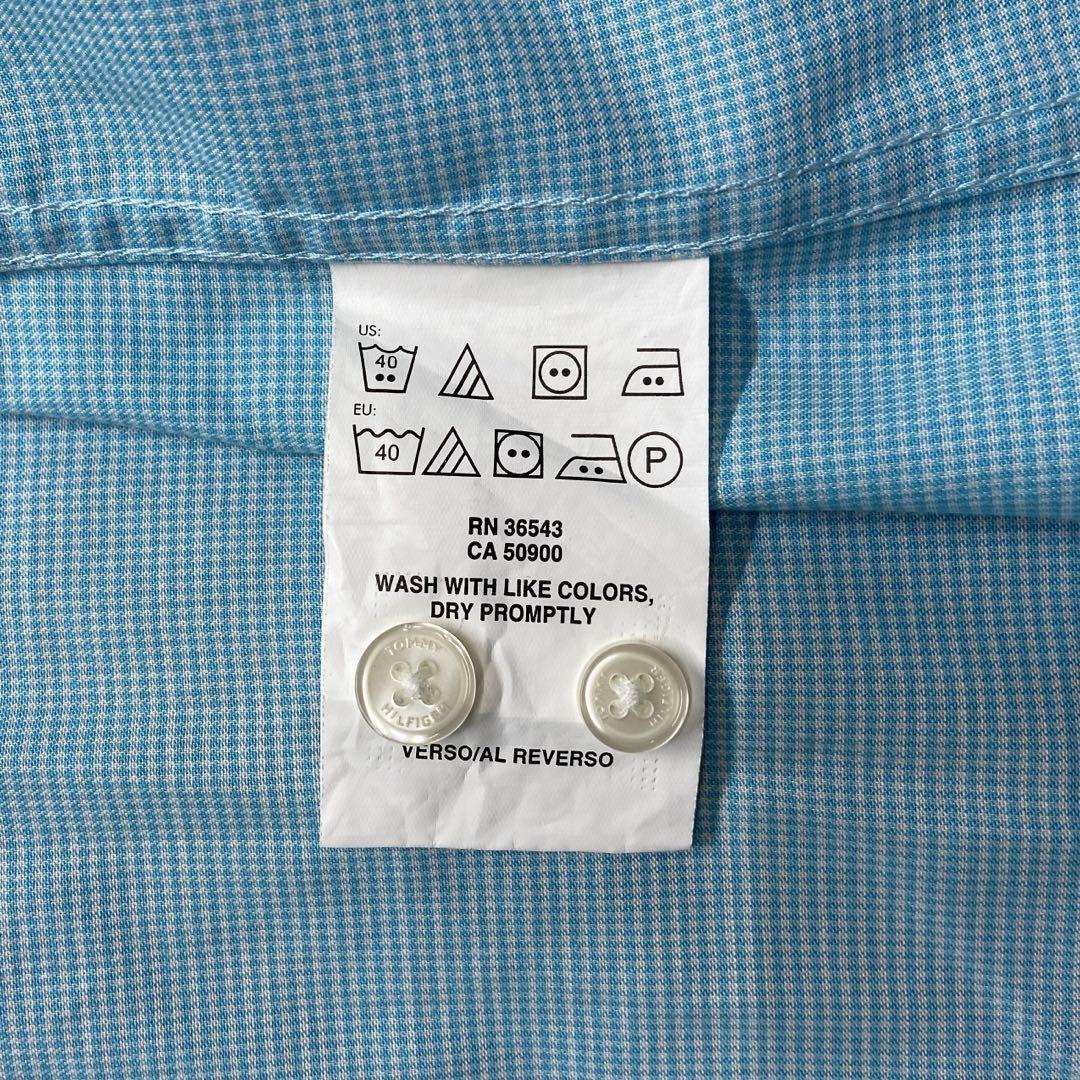 US:
40
EU:
40 P
RN 36543
CA 50900
WASH WITH LIKE COLORS,
DRY PROMPTLY
TOMMY
HILFIGER
HILFIGER
VERSO/AL REVERSO